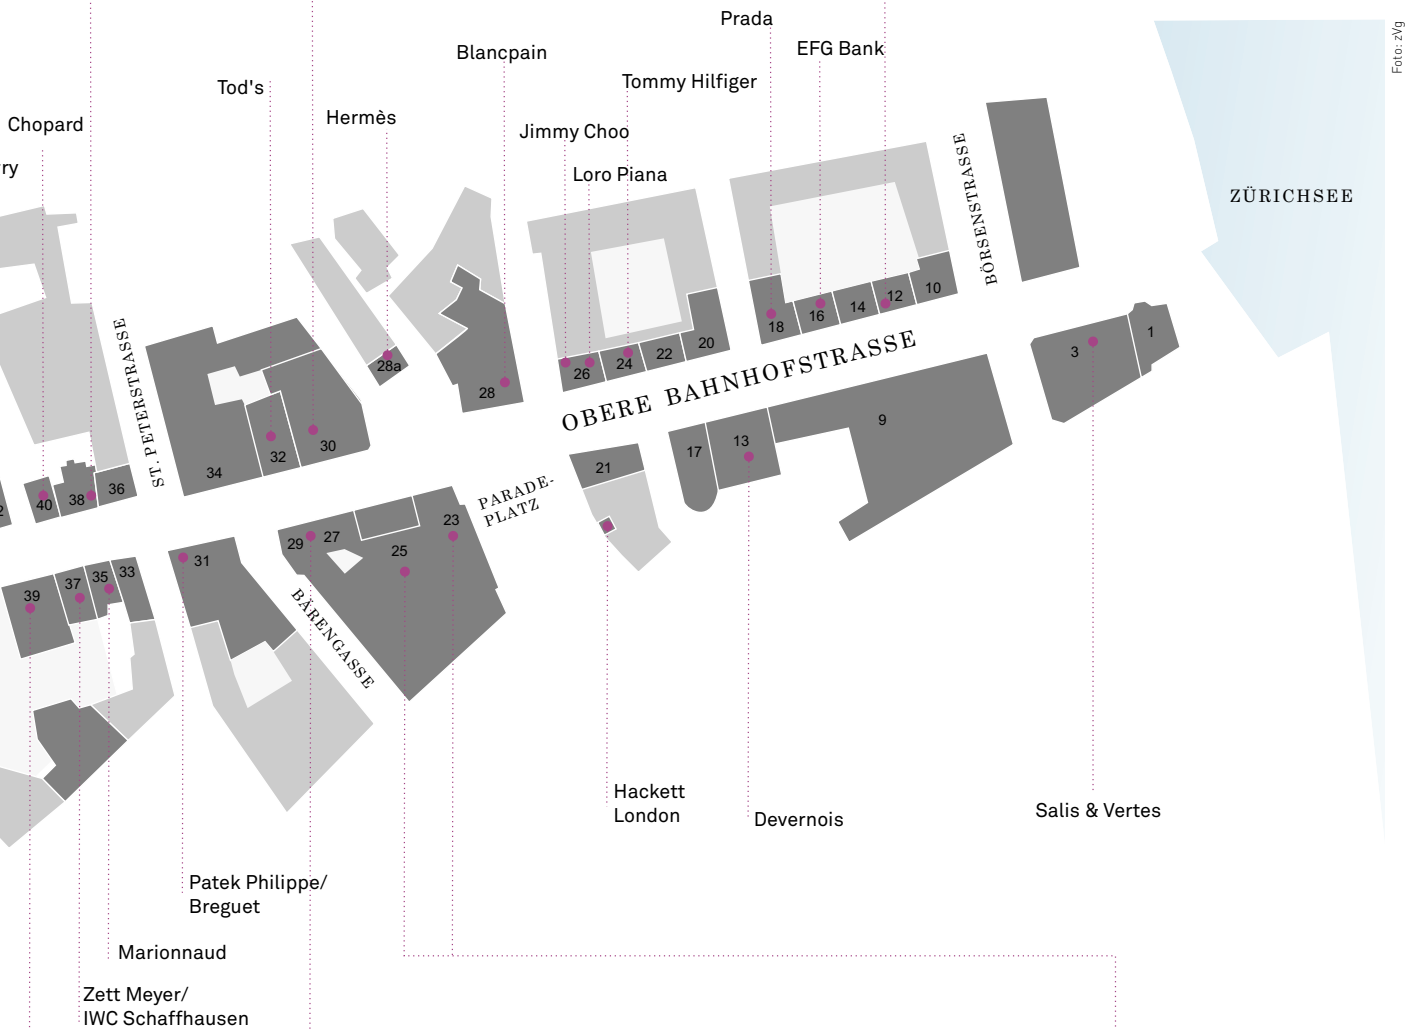 Prada
Foto: zVg
EFG Bank
Blancpain
Tommy Hilfiger
Tod's
Hermès
Chopard
Jimmy Choo
ry
Loro Piana
BÖRSENSTRASSE
ZÜRICHSEE
10
12
14
16
18
20
22
24
26
28a
28
3
1
OBERE BAHNHOFSTRASSE
ST. PETERSTRASSE
30
32
34
36
38
40
2
9
13
17
21
PARADE-
PLATZ
23
25
27
29
31
33
35
37
39
BÄRENGASSE
Hackett
London
Devernois
Salis & Vertes
Patek Philippe/
Breguet
Marionnaud
Zett Meyer/
IWC Schaffhausen